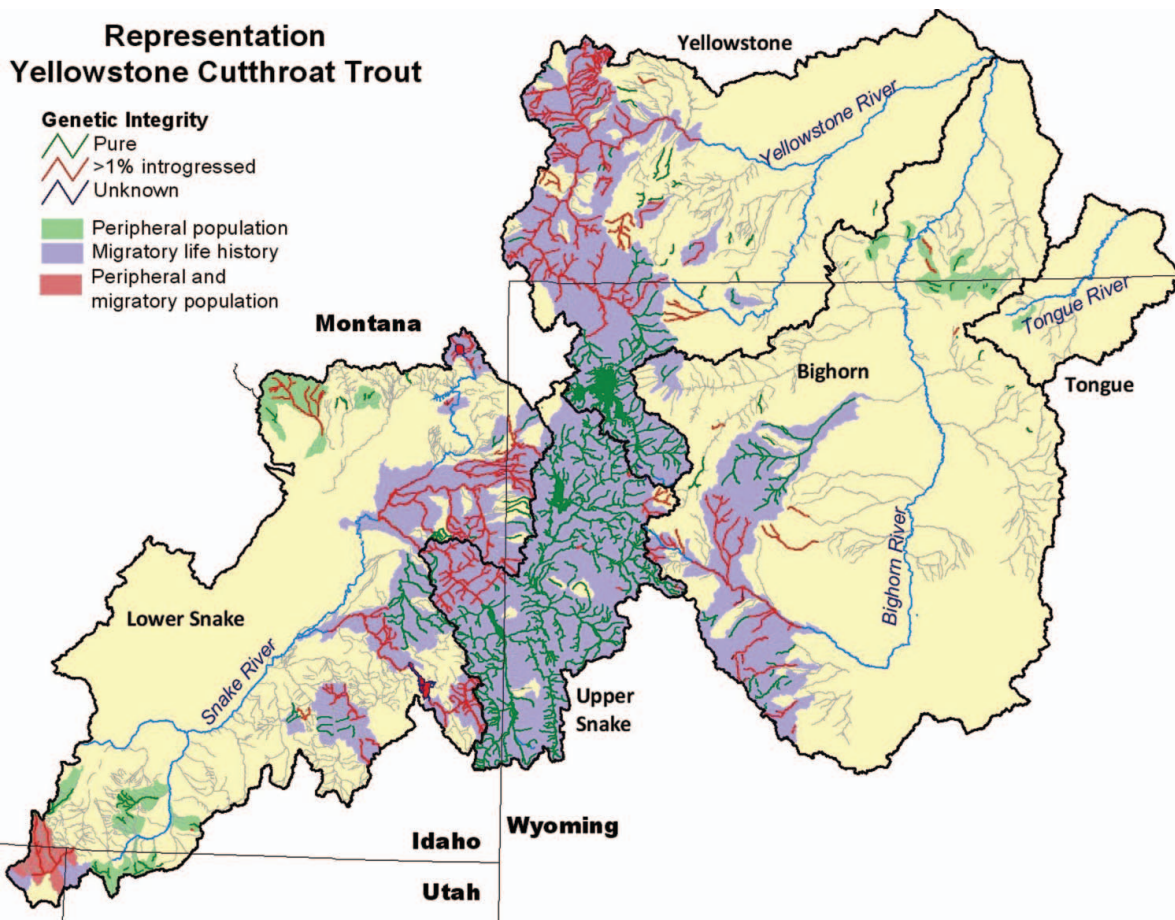 Representation
Yellowstone Cutthroat Trout
Genetic Integrity
Pure
>1% introgressed
Unknown
Peripheral population
Migratory life history
Peripheral and
migratory population
Yellowstone
Yellowstone River
Montana
Bighorn
Tongue River
Tongue
Lower Snake
Snake River
Bighorn River
Upper
Snake
Idaho
Wyoming
Utah